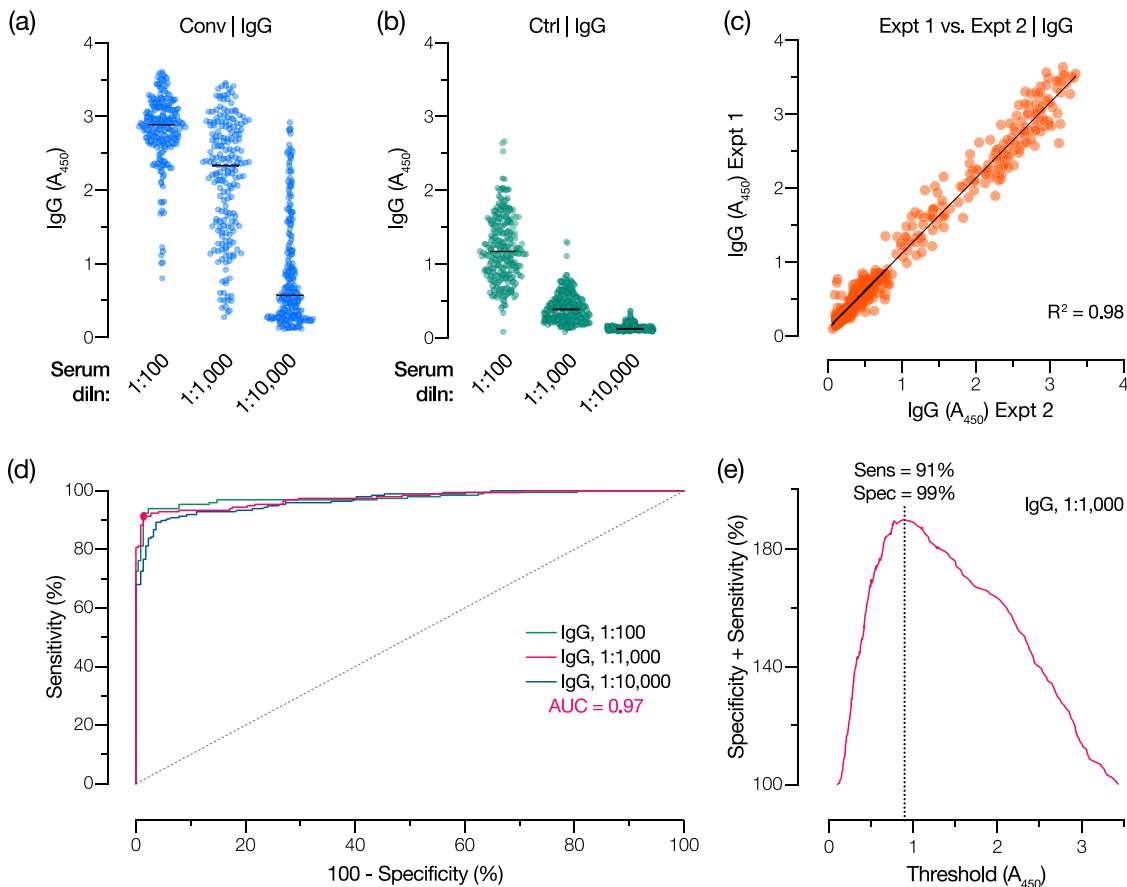 (a)
Conv | IgG
4
3
2
1
0
IgG (A450)
Serum
diln:
1:100
1:1,000
1:10,000
(b)
Ctrl | IgG
4
3
2
1
0
IgG (A450)
Serum
diln:
1:100
1:1,000
1:10,000
(c)
Expt 1 vs. Expt 2 | IgG
4
3
2
1
0
IgG (A450) Expt 1
R2 = 0.98
0 1 2 3 4
IgG (A450) Expt 2
(d)
100
80
60
40
20
0
Sensitivity (%)
IgG, 1:100
IgG, 1:1,000
IgG, 1:10,000
AUC = 0.97
0 20 40 60 80 100
100 - Specificity (%)
(e)
Sens = 91%
Spec = 99%
IgG, 1:1,000
180
140
100
Specificity + Sensitivity (%)
0 1 2 3
Threshold (A450)